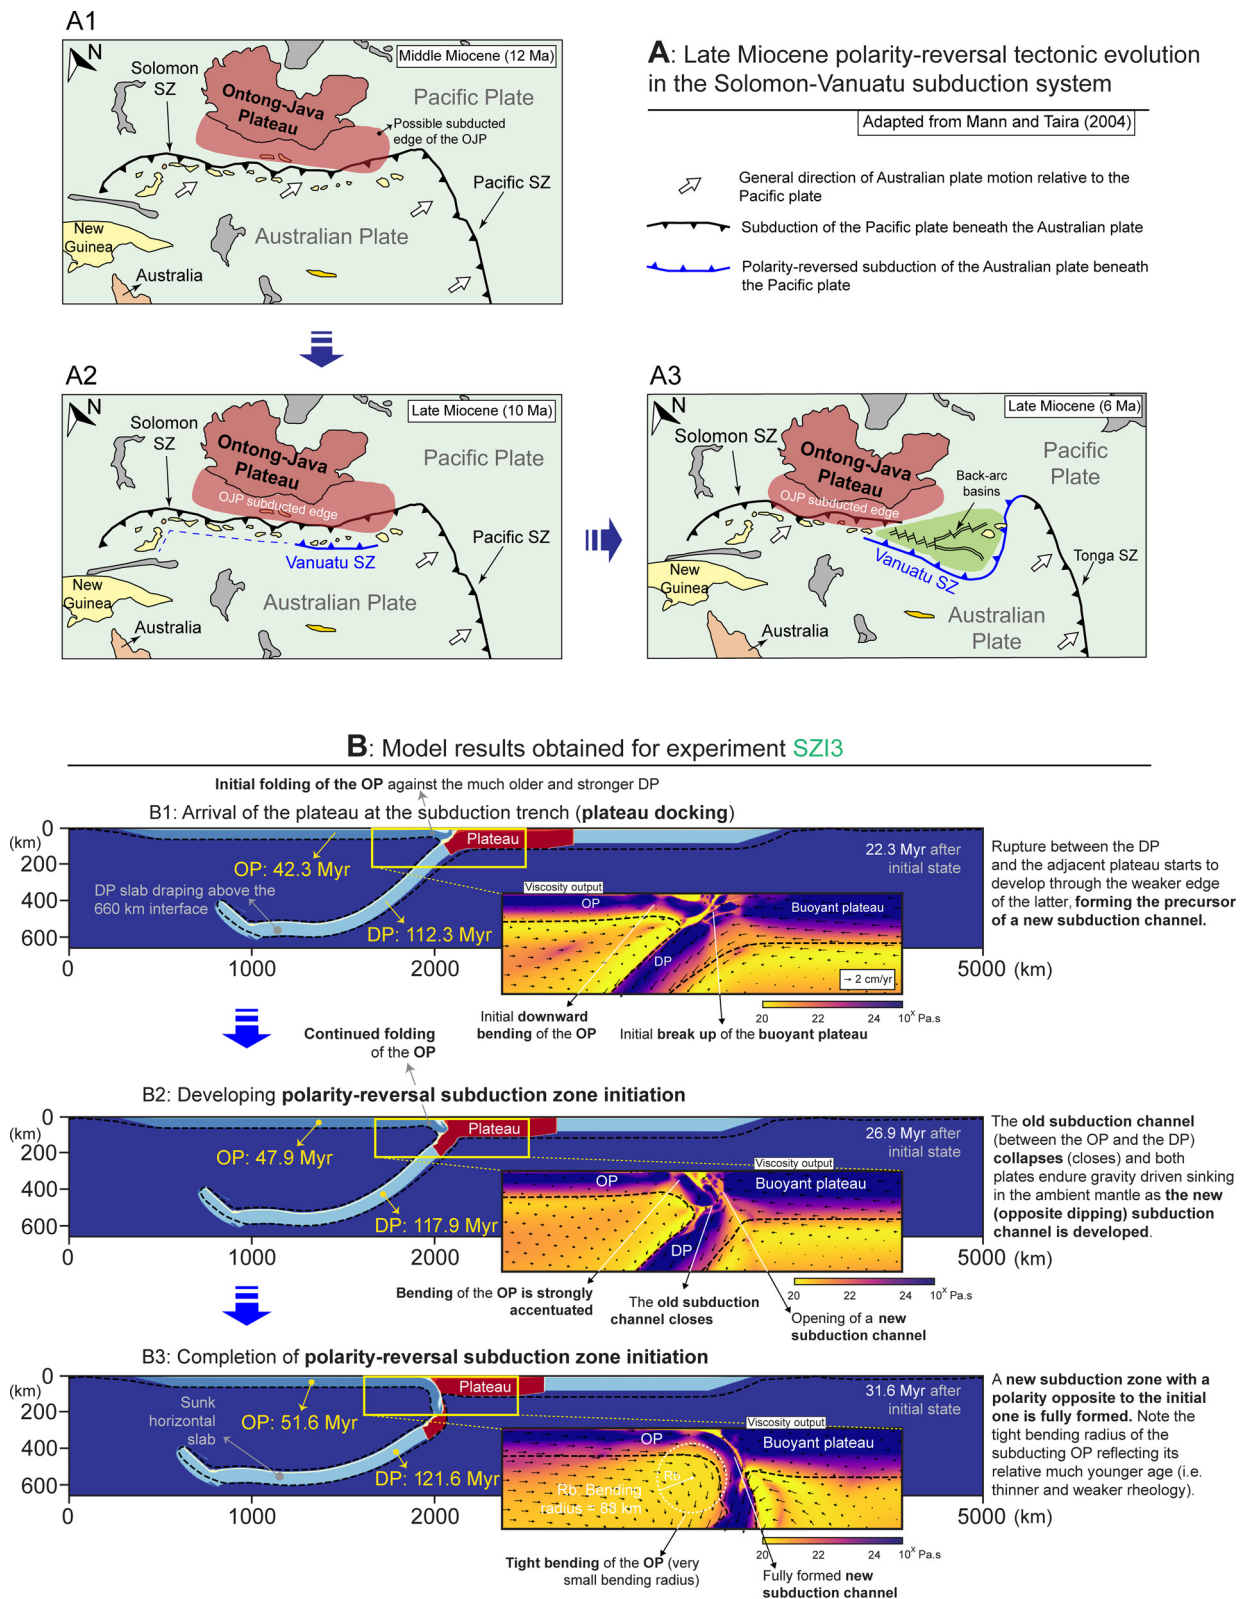 A1
N
Solomon
SZ
Middle Miocene (12 Ma)
Ontong-Java
Plateau
Pacific Plate
Possible subducted
edge of the OJP
Pacific SZ
New
Guinea
Australian Plate
Australia
A: Late Miocene polarity-reversal tectonic evolution
in the Solomon-Vanuatu subduction system
Adapted from Mann and Taira (2004)
General direction of Australian plate motion relative to the
Pacific plate
Subduction of the Pacific plate beneath the Australian plate
Polarity-reversed subduction of the Australian plate beneath
the Pacific plate
A2
N
Solomon
SZ
Late Miocene (10 Ma)
Ontong-Java
Plateau
Pacific Plate
OJP subducted edge
Pacific SZ
Vanuatu SZ
New
Guinea
Australian Plate
Australia
A3
N
Late Miocene (6 Ma)
Solomon SZ
Ontong-Java
Plateau
Pacific
Plate
OJP subducted edge
Back-arc
basins
Vanuatu SZ
Tonga SZ
New
Guinea
Australia
Australian
Plate
B: Model results obtained for experiment SZI3
Initial folding of the OP against the much older and stronger DP
B1: Arrival of the plateau at the subduction trench (plateau docking)
0
(km)
200
400
600
Plateau
OP: 42.3 Myr
22.3 Myr after
initial state
DP slab draping above the
660 km interface
DP: 112.3 Myr
Viscosity output
OP
Buoyant plateau
DP
2 cm/yr
0
1000
2000
5000 (km)
Rupture between the DP
and the adjacent plateau starts to
develop through the weaker edge
of the latter, forming the precursor
of a new subduction channel.
20
22
24
10^x Pa.s
Initial downward
bending of the OP
Initial break up of the buoyant plateau
Continued folding
of the OP
B2: Developing polarity-reversal subduction zone initiation
0
(km)
200
400
600
Plateau
OP: 47.9 Myr
26.9 Myr after
initial state
DP: 117.9 Myr
Viscosity output
OP
Buoyant plateau
DP
0
1000
2000
5000 (km)
The old subduction channel
(between the OP and the DP)
collapses (closes) and both
plates endure gravity driven sinking
in the ambient mantle as the new
(opposite dipping) subduction
channel is developed.
20
22
24
10^x Pa.s
Bending of the OP is strongly
accentuated
The old subduction
channel closes
Opening of a new
subduction channel
B3: Completion of polarity-reversal subduction zone initiation
0
(km)
200
400
600
Plateau
Sunk
horizontal
slab
OP: 51.6 Myr
31.6 Myr after
initial state
DP: 121.6 Myr
Viscosity output
OP
Buoyant plateau
Rb
Rb: Bending
radius = 88 km
0
1000
2000
5000 (km)
A new subduction zone with a
polarity opposite to the initial
one is fully formed. Note the
tight bending radius of the
subducting OP reflecting its
relative much younger age (i.e.
thinner and weaker rheology).
20
22
24
10^x Pa.s
Tight bending of the OP (very
small bending radius)
Fully formed new
subduction channel